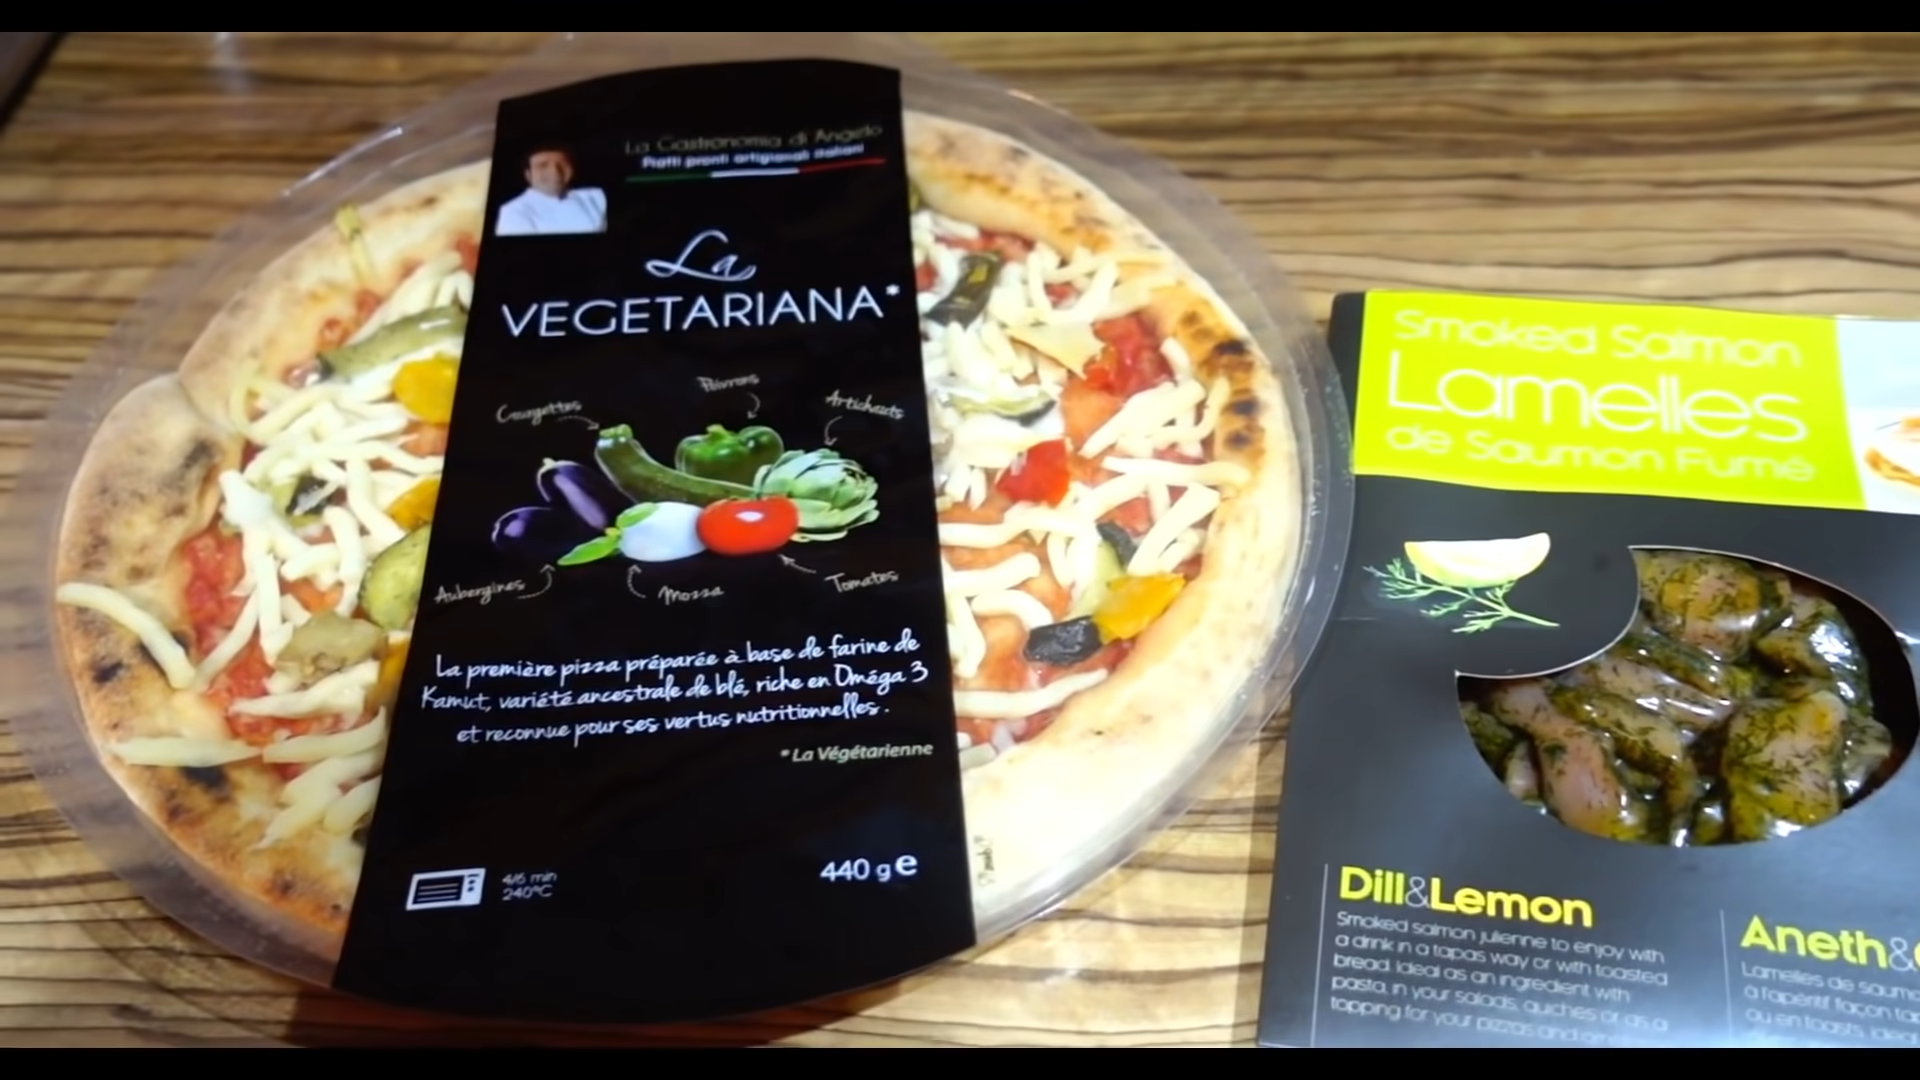 La Gastronomia di Angelo
Piatti pronti artigianali italiani
La
VEGETARIANA*
Poivrons
Courgettes
Artichauts
Aubergines
Mozza
Tomates
La première pizza préparée à base de farine de
Kamut, variété ancestrale de blé, riche en Oméga 3
et reconnue pour ses vertus nutritionnelles.
* La Végétarienne
4/6 min
240°C
440 g e
Smoked Salmon
Lamelles
de Saumon Fumé
Dill&Lemon
Smoked salmon julienne to enjoy with
a drink in a tapas way or with toasted
bread. Ideal as an ingredient with
pasta, in your salads, quiches or as a
topping for your pizzas and
Aneth&
Lamelles de saumo
à l'apéritif façon tap
ou en toasts. Idéal